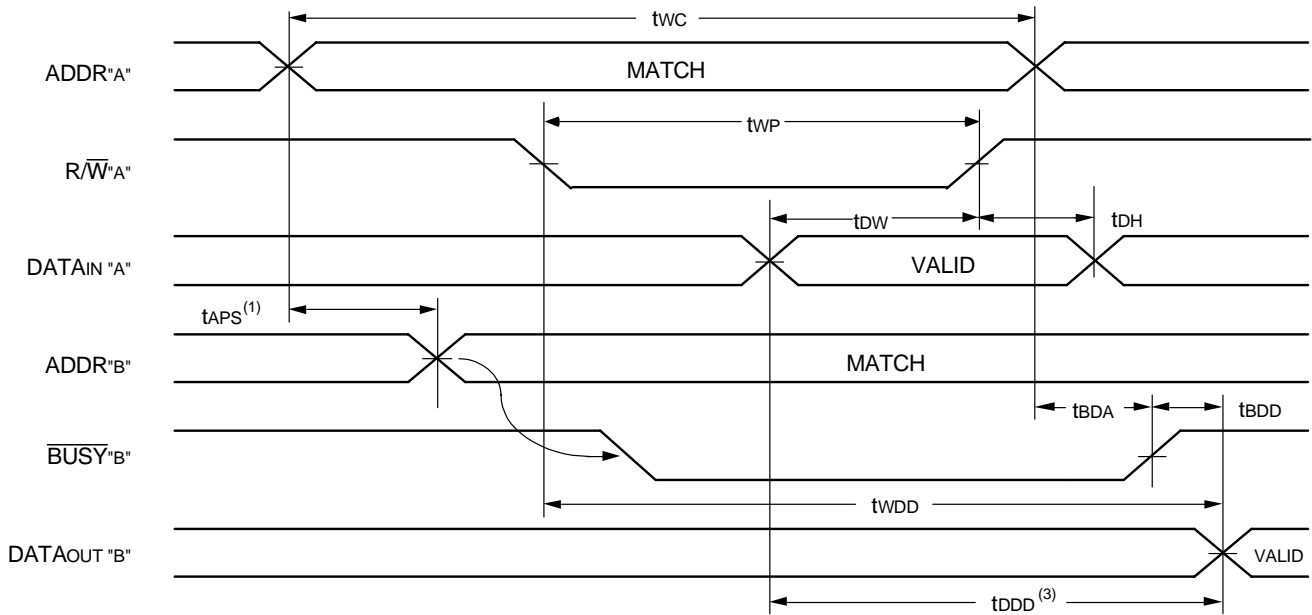 tWC
ADDR"A"
MATCH
tWP
R/W"A"
tDW
tDH
DATAIN "A"
VALID
tAPS(1)
ADDR"B"
MATCH
tBDA
tBDD
BUSY"B"
tWDD
DATAOUT "B"
VALID
tDDD(3)